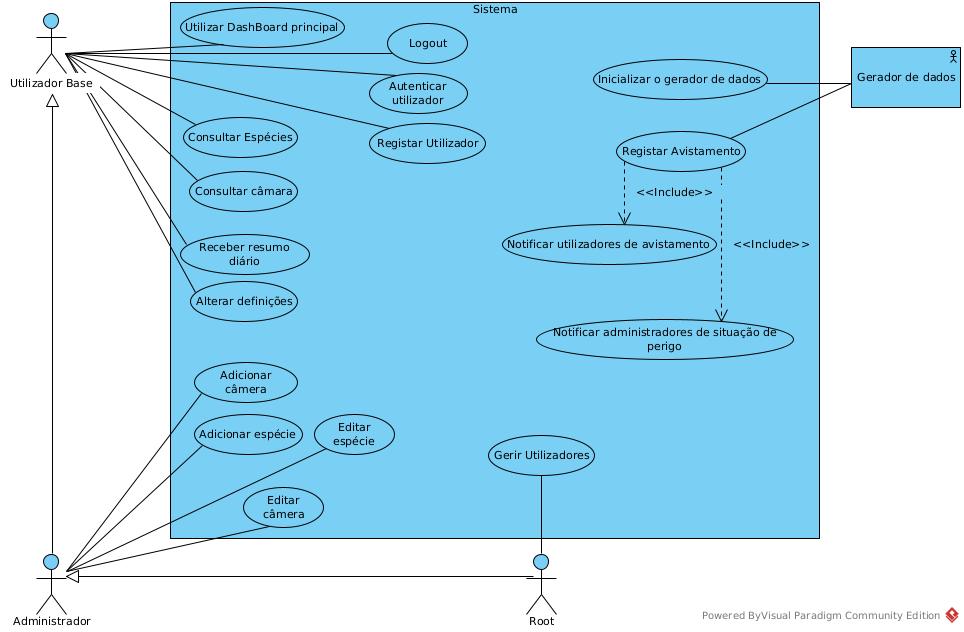 Sistema
Utilizar DashBoard principal
Logout
Utilizador Base
Autenticar
utilizador
Inicializar o gerador de dados
Gerador de dados
Consultar Espécies
Registar Utilizador
Registar Avistamento
Consultar câmara
<<Include>>
Receber resumo
diário
Notificar utilizadores de avistamento
<<Include>>
Alterar definições
Notificar administradores de situação de
perigo
Adicionar
câmera
Adicionar espécie
Editar
espécie
Gerir Utilizadores
Editar
câmera
Administrador
Root
Powered ByVisual Paradigm Community Edition